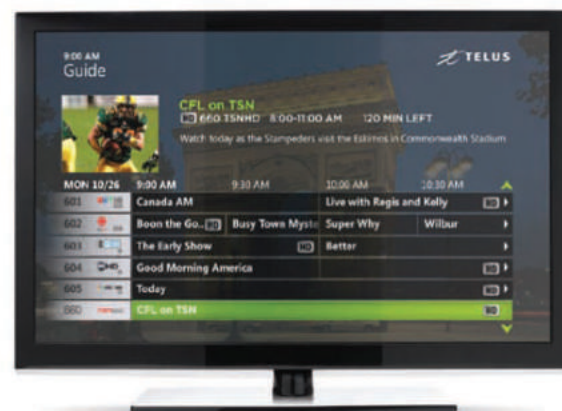 9:00 AM
Guide
TELUS
CFL on TSN
HD 660 TSNHD 8:00-11:00 AM 120 MIN LEFT
Watch today as the Stampeders visit the Eskimos in Commonwealth Stadium
MON 10/26 9:00 AM 9:30 AM 10:00 AM 10:30 AM
601 Canada AM Live with Regis and Kelly HD
602 Boon the Go.. HD Busy Town Myste Super Why Wilbur
603 The Early Show HD Better
604 Good Morning America HD
605 Today HD
660 CFL on TSN HD